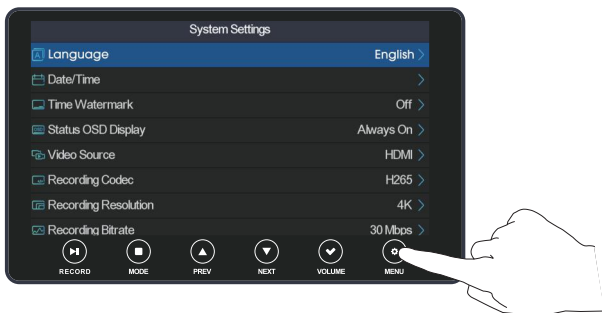 System Settings
Language English
Date/Time
Time Watermark Off
Status OSD Display Always On
Video Source HDMI
Recording Codec H265
Recording Resolution 4K
Recording Bitrate 30 Mbps
RECORD MODE PREV NEXT VOLUME MENU